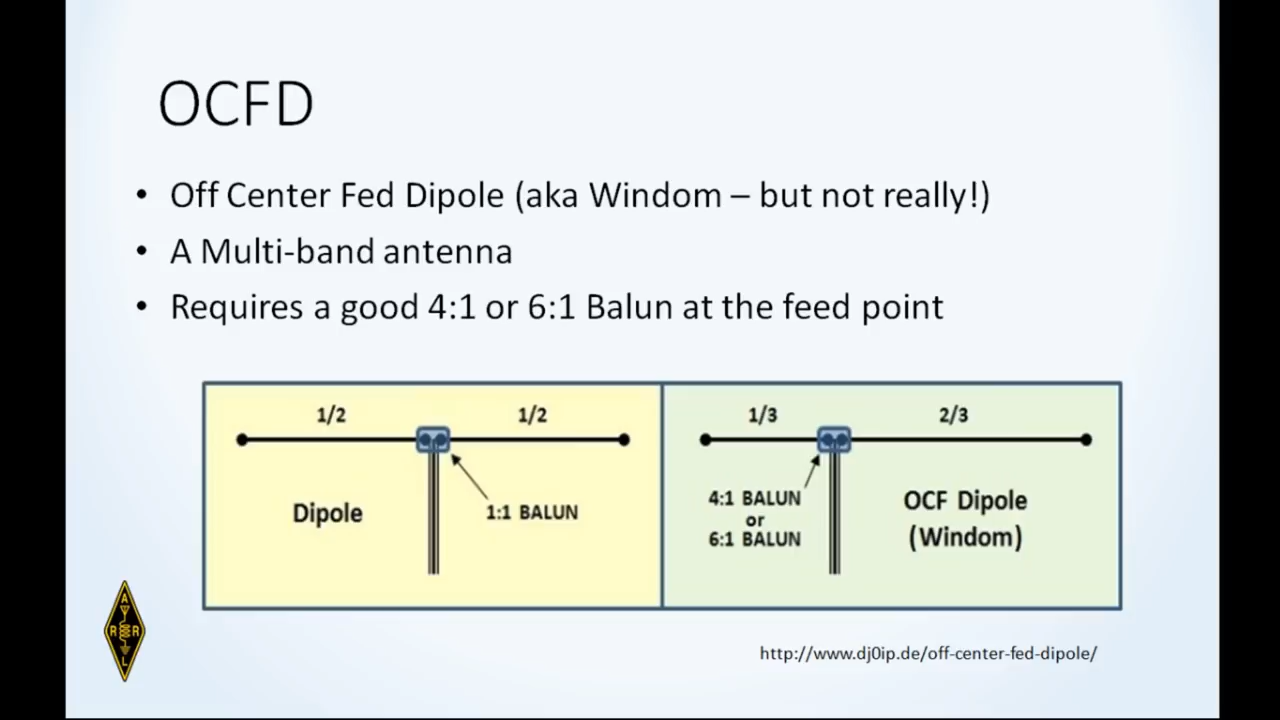 OCFD
• Off Center Fed Dipole (aka Windom – but not really!)
• A Multi-band antenna
• Requires a good 4:1 or 6:1 Balun at the feed point
1/2
1/2
Dipole
1:1 BALUN
1/3
2/3
4:1 BALUN
or
6:1 BALUN
OCF Dipole
(Windom)
A
R R
L
http://www.dj0ip.de/off-center-fed-dipole/